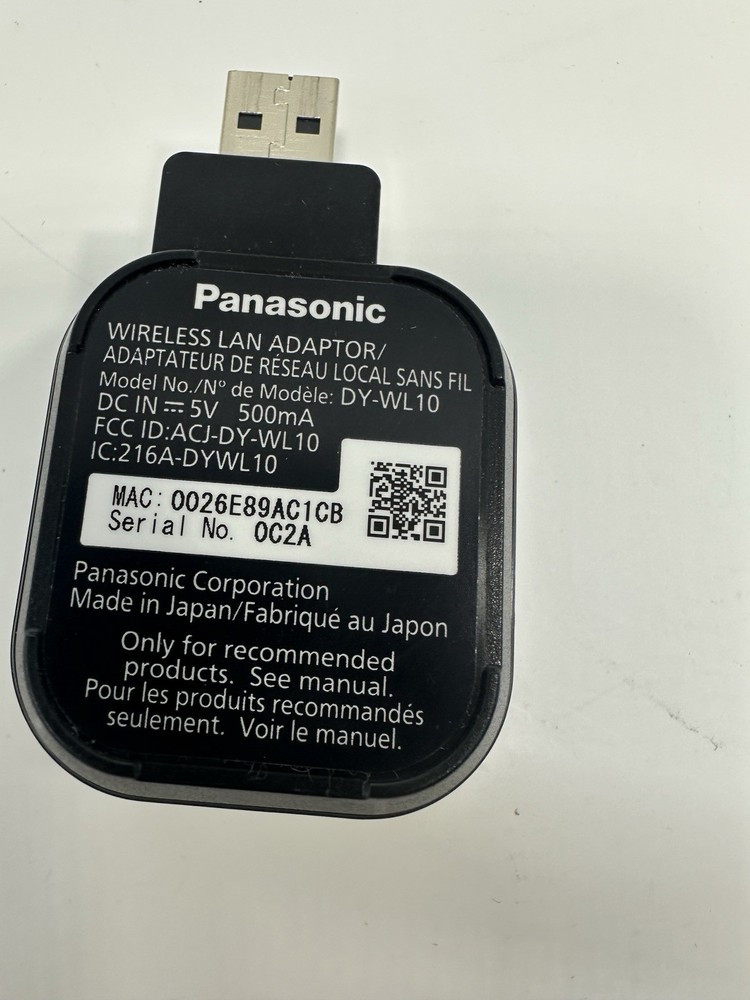 Panasonic
WIRELESS LAN ADAPTOR/
ADAPTATEUR DE RÉSEAU LOCAL SANS FIL
Model No./N° de Modèle: DY-WL10
DC IN ⎓ 5V 500mA
FCC ID:ACJ-DY-WL10
IC:216A-DYWL10
MAC: 0026E89AC1CB
Serial No. 0C2A
Panasonic Corporation
Made in Japan/Fabriqué au Japon
Only for recommended
products. See manual.
Pour les produits recommandés
seulement. Voir le manuel.